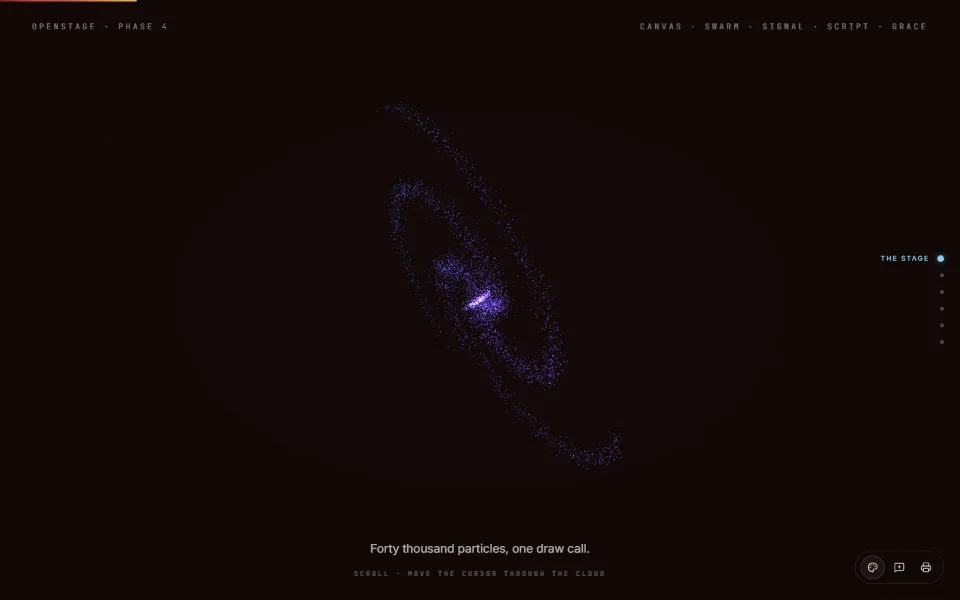 OPENSTAGE · PHASE 4
CANVAS · SWARM · SIGNAL · SCRIPT · GRACE
THE STAGE
Forty thousand particles, one draw call.
SCROLL · MOVE THE CURSOR THROUGH THE CLOUD